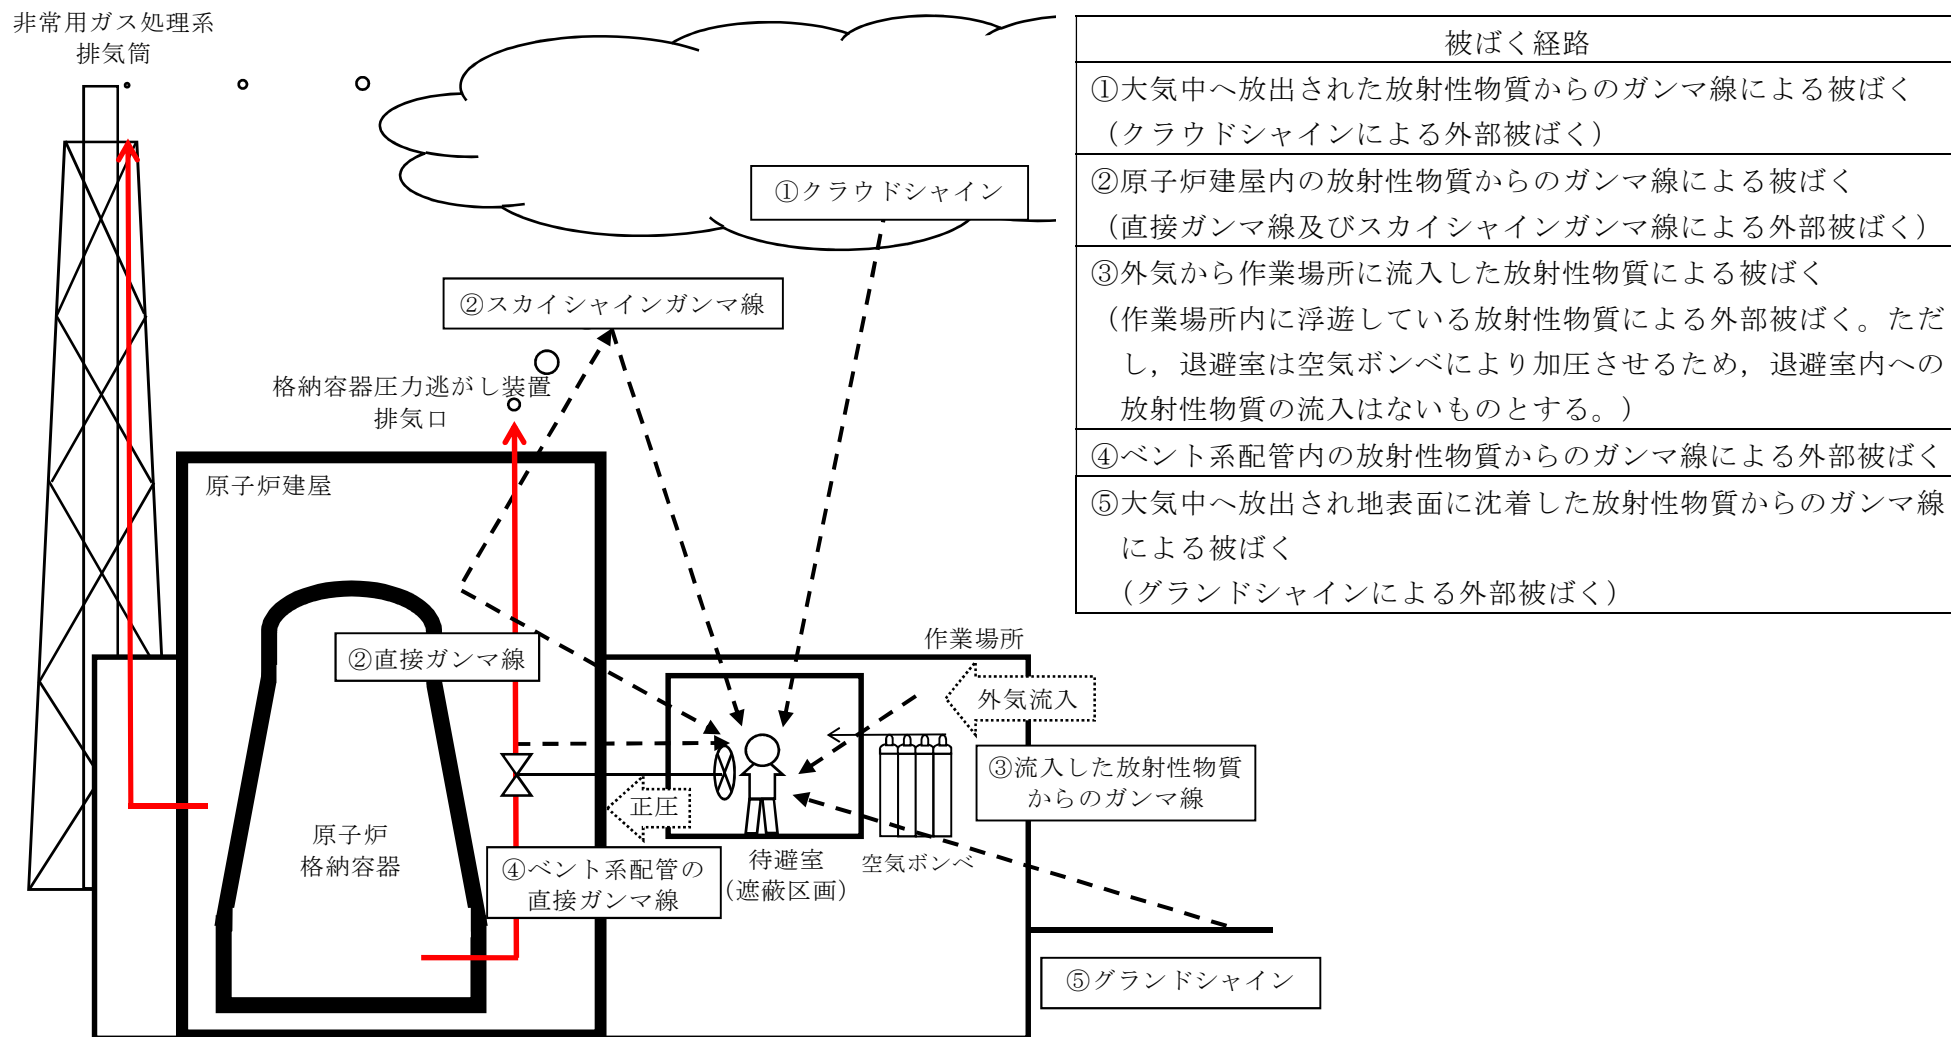 非常用ガス処理系
排気筒
①クラウドシャイン
②スカイシャインガンマ線
格納容器圧力逃がし装置
排気口
原子炉建屋
②直接ガンマ線
作業場所
外気流入
③流入した放射性物質
からのガンマ線
正圧
原子炉
格納容器
④ベント系配管の
直接ガンマ線
待避室
(遮蔽区画)
空気ボンベ
⑤グランドシャイン
被ばく経路
①大気中へ放出された放射性物質からのガンマ線による被ばく
（クラウドシャインによる外部被ばく）
②原子炉建屋内の放射性物質からのガンマ線による被ばく
（直接ガンマ線及びスカイシャインガンマ線による外部被ばく）
③外気から作業場所に流入した放射性物質による被ばく
（作業場所内に浮遊している放射性物質による外部被ばく。ただ
し，退避室は空気ボンベにより加圧させるため，退避室内への
放射性物質の流入はないものとする。）
④ベント系配管内の放射性物質からのガンマ線による外部被ばく
⑤大気中へ放出され地表面に沈着した放射性物質からのガンマ線
による被ばく
（グランドシャインによる外部被ばく）